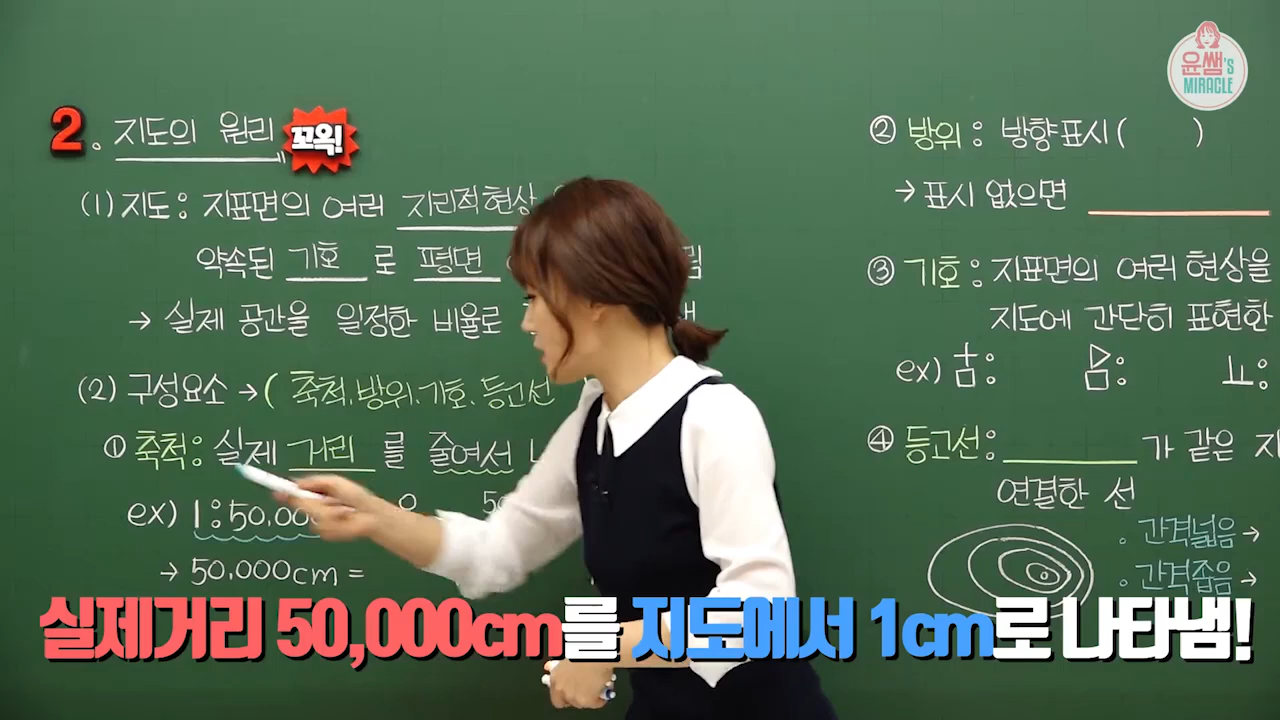 윤쌤's
MIRACLE
2. 지도의 원리 꼬옥!
(1) 지도: 지표면의 여러 지리적현상
약속된 기호 로 평면
→ 실제 공간을 일정한 비율로
(2) 구성요소 → ( 축척, 방위, 기호, 등고선
① 축척: 실제 거리 를 줄여서
ex) 1:50,00
→ 50,000cm =
② 방위: 방향표시( )
→ 표시 없으면
③ 기호: 지표면의 여러 현상을
지도에 간단히 표현한
ex)
④ 등고선: 가 같은
연결한 선
· 간격넓음 →
· 간격좁음 →
실제거리 50,000cm를 지도에서 1cm로 나타냄!